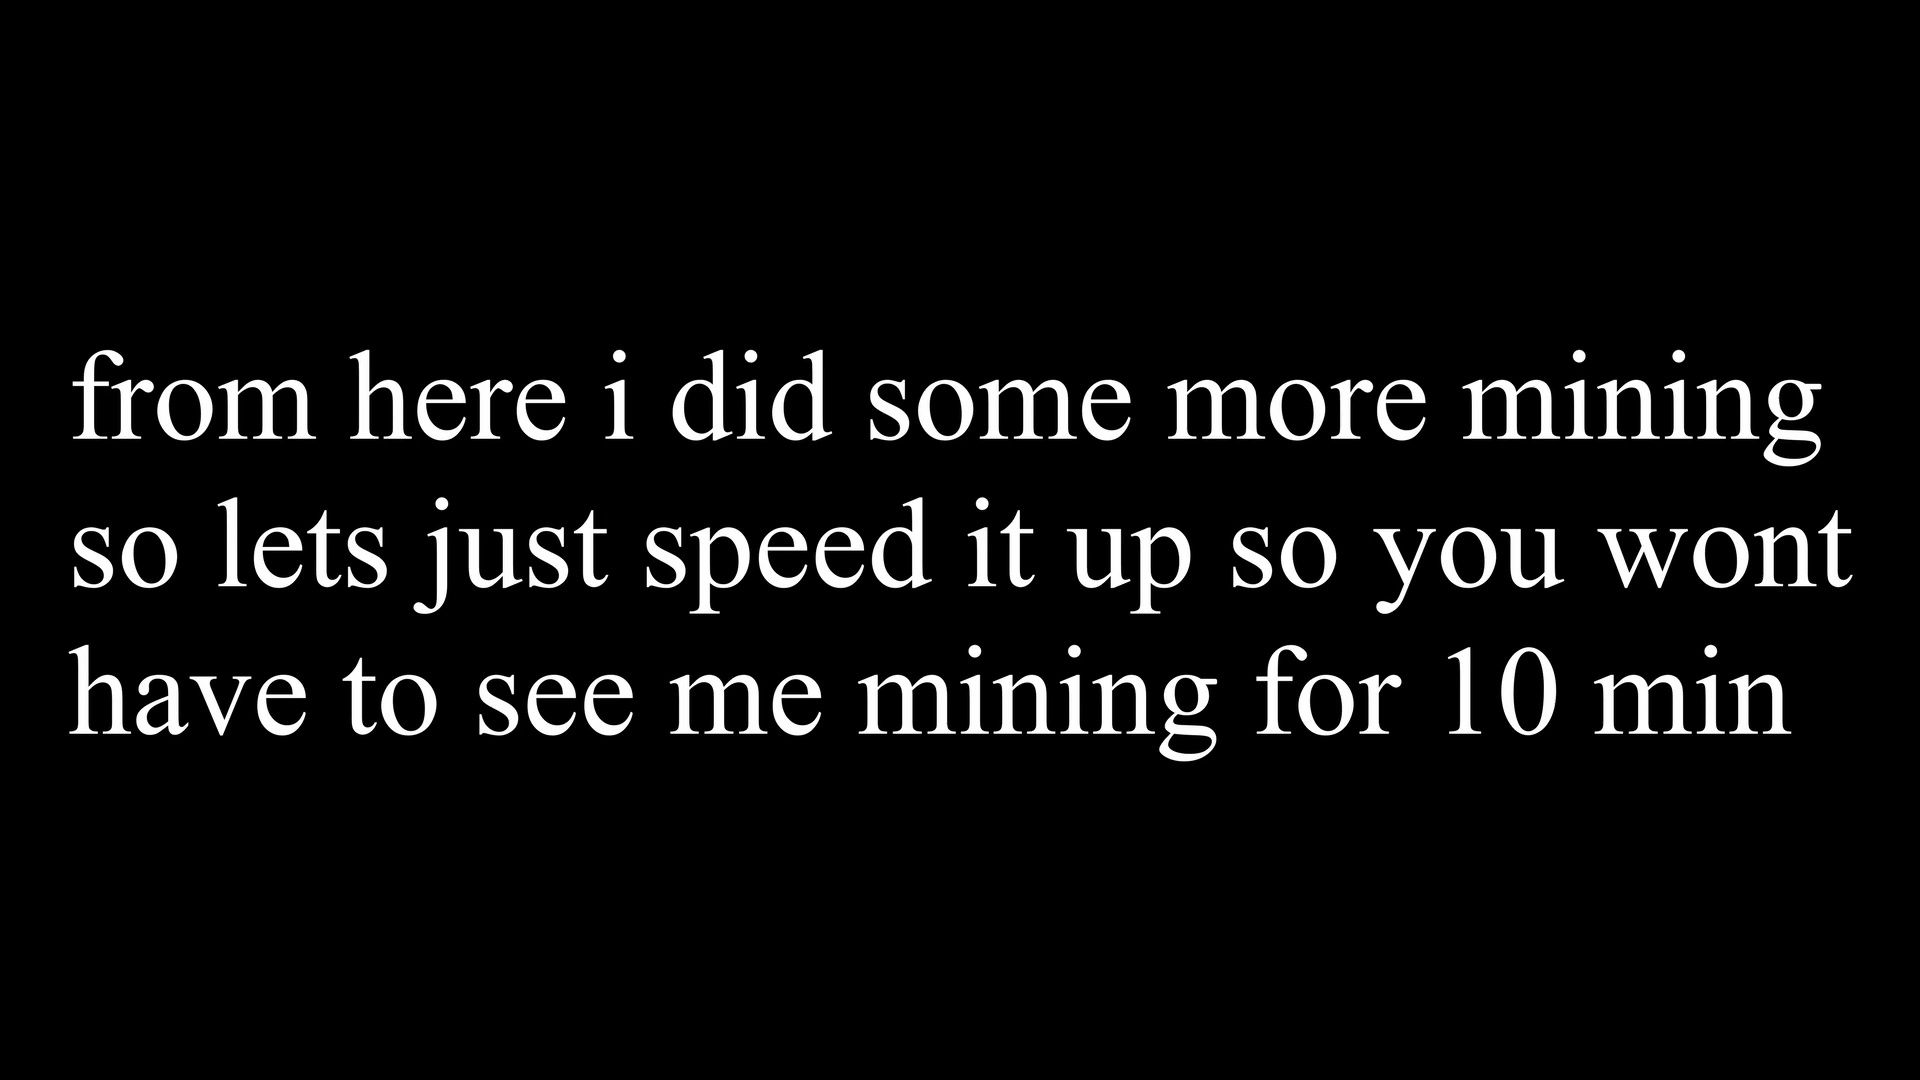 from here i did some more mining
so lets just speed it up so you wont
have to see me mining for 10 min